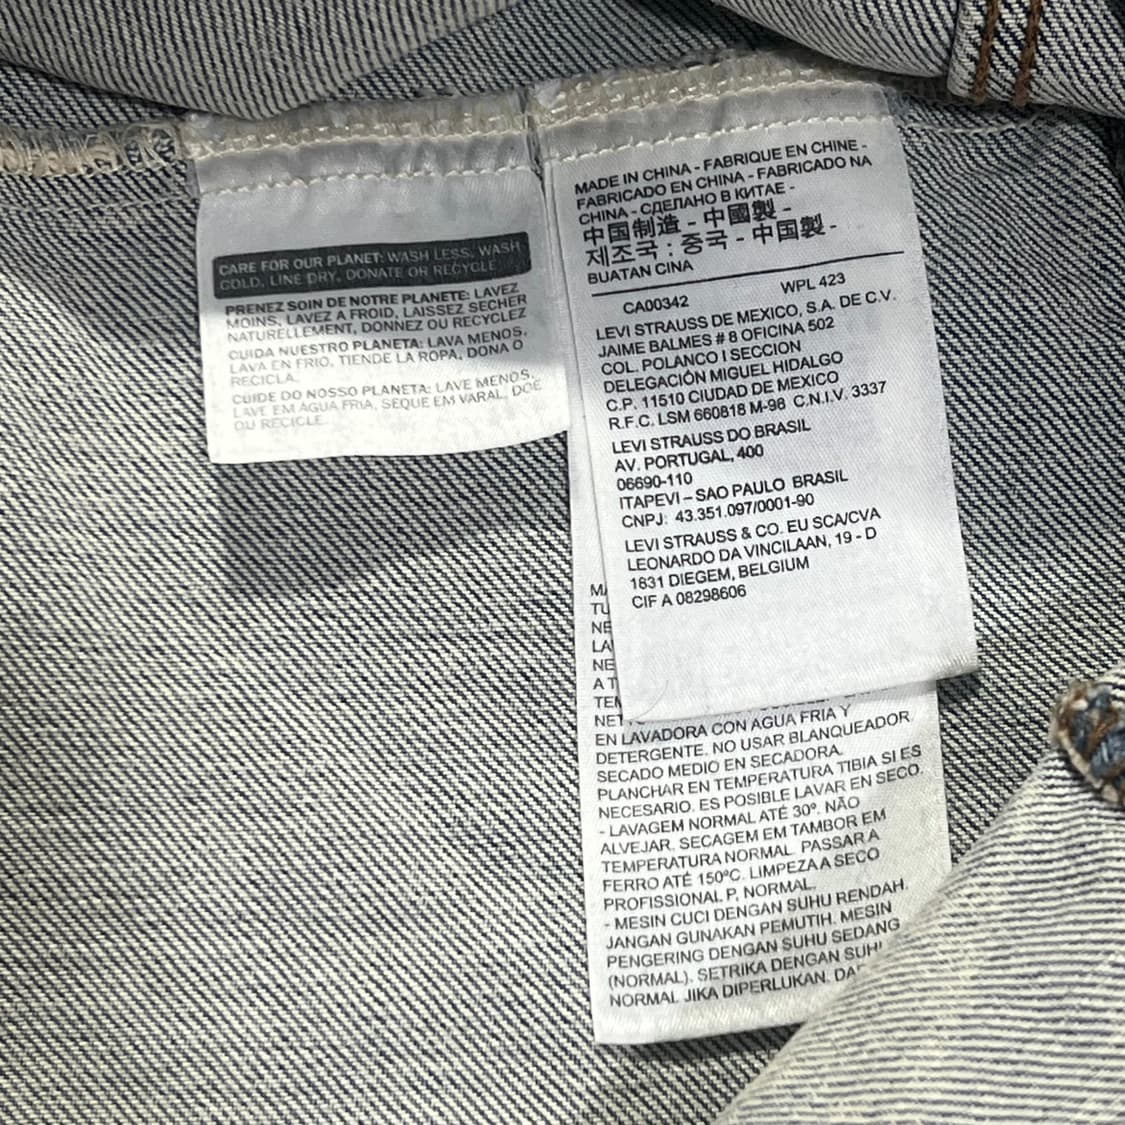 CARE FOR OUR PLANET: WASH LESS, WASH
COLD, LINE DRY, DONATE OR RECYCLE
PRENEZ SOIN DE NOTRE PLANETE: LAVEZ
MOINS, LAVEZ A FROID, LAISSEZ SECHER
NATURELLEMENT, DONNEZ OU RECYCLEZ
CUIDA NUESTRO PLANETA: LAVA MENOS,
LAVA EN FRIO, TIENDE LA ROPA, DONA O
RECICLA.
CUIDE DO NOSSO PLANETA: LAVE MENOS,
LAVE EM AGUA FRIA, SEQUE EM VARAL, DOE
OU RECICLE
MADE IN CHINA - FABRIQUE EN CHINE -
FABRICADO EN CHINA - FABRICADO NA
CHINA - СДЕЛАНО В КИТАЕ -
中国制造 - 中國製 -
제조국 : 중국 - 中国製 -
BUATAN CINA
CA00342 WPL 423
LEVI STRAUSS DE MEXICO, S.A. DE C.V.
JAIME BALMES # 8 OFICINA 502
COL. POLANCO I SECCION
DELEGACIÓN MIGUEL HIDALGO
C.P. 11510 CIUDAD DE MEXICO
R.F.C. LSM 660818 M-98 C.N.I.V. 3337
LEVI STRAUSS DO BRASIL
AV. PORTUGAL, 400
06690-110
ITAPEVI – SAO PAULO BRASIL
CNPJ: 43.351.097/0001-90
LEVI STRAUSS & CO. EU SCA/CVA
LEONARDO DA VINCILAAN, 19 - D
1831 DIEGEM, BELGIUM
CIF A 08298606
EN LAVADORA CON AGUA FRIA Y
DETERGENTE. NO USAR BLANQUEADOR.
SECADO MEDIO EN SECADORA.
PLANCHAR EN TEMPERATURA TIBIA SI ES
NECESARIO. ES POSIBLE LAVAR EN SECO.
- LAVAGEM NORMAL ATÉ 30º. NÃO
ALVEJAR. SECAGEM EM TAMBOR EM
TEMPERATURA NORMAL. PASSAR A
FERRO ATÉ 150ºC. LIMPEZA A SECO
PROFISSIONAL P, NORMAL.
- MESIN CUCI DENGAN SUHU RENDAH.
JANGAN GUNAKAN PEMUTIH. MESIN
PENGERING DENGAN SUHU SEDANG
(NORMAL). SETRIKA DENGAN SUHU
NORMAL JIKA DIPERLUKAN.